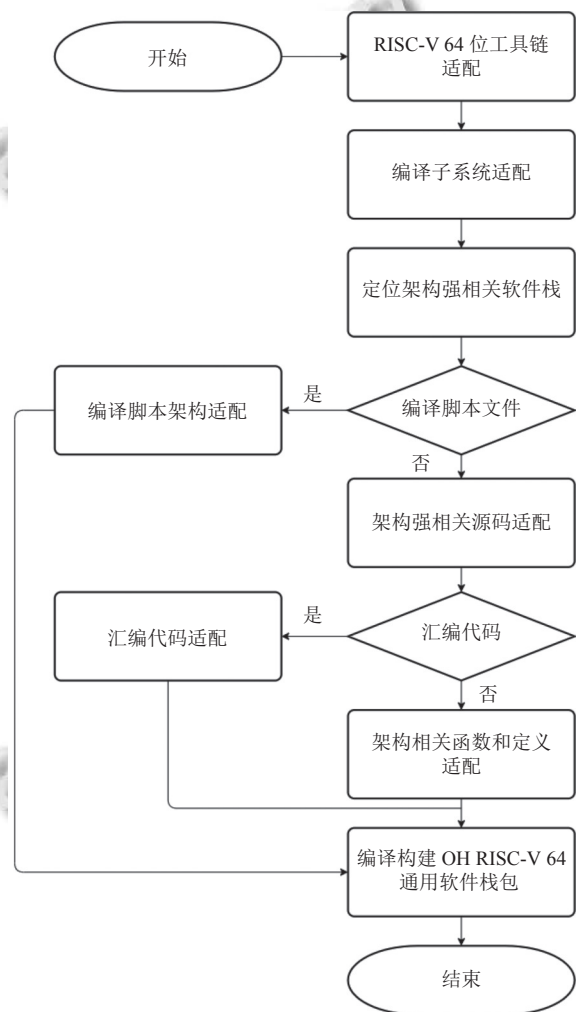 开始
RISC-V 64 位工具链
适配
编译子系统适配
定位架构强相关软件栈
编译脚本架构适配
是
编译脚本文件
否
架构强相关源码适配
汇编代码适配
是
汇编代码
否
架构相关函数和定义
适配
编译构建 OH RISC-V 64
通用软件栈包
结束